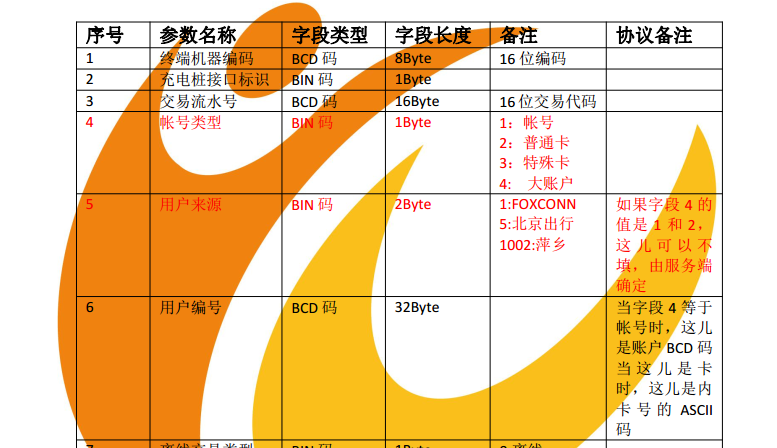 序号 参数名称 字段类型 字段长度 备注 协议备注
1 终端机器编码 BCD 码 8Byte 16 位编码
2 充电桩接口标识 BIN 码 1Byte
3 交易流水号 BCD 码 16Byte 16 位交易代码
4 帐号类型 BIN 码 1Byte 1：帐号
2：普通卡
3：特殊卡
4: 大账户
5 用户来源 BIN 码 2Byte 1:FOXCONN 如果字段 4 的
5:北京出行 值是 1 和 2，
1002:萍乡 这儿可以不
填，由服务端
确定
6 用户编号 BCD 码 32Byte 当字段 4 等于
帐号时，这儿
是账户 BCD 码
当这儿是卡
时，这儿是内
卡号的 ASCII
码